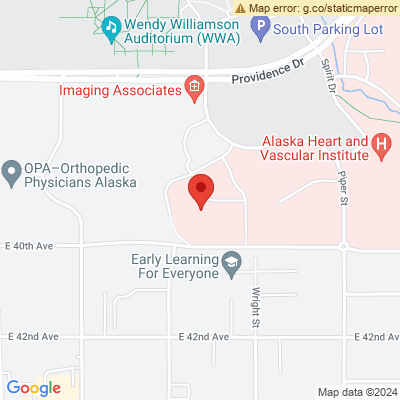 Map error: g.co/staticmaperror
Wendy Williamson
Auditorium (WWA)
South Parking Lot
Providence Dr
Spirit Dr
Imaging Associates
Alaska Heart and
Vascular Institute
H
OPA–Orthopedic
Physicians Alaska
Piper St
E 40th Ave
Early Learning
For Everyone
Wright St
E 42nd Ave
E 42nd Ave
E 42nd Ave
Google
Map data ©2024